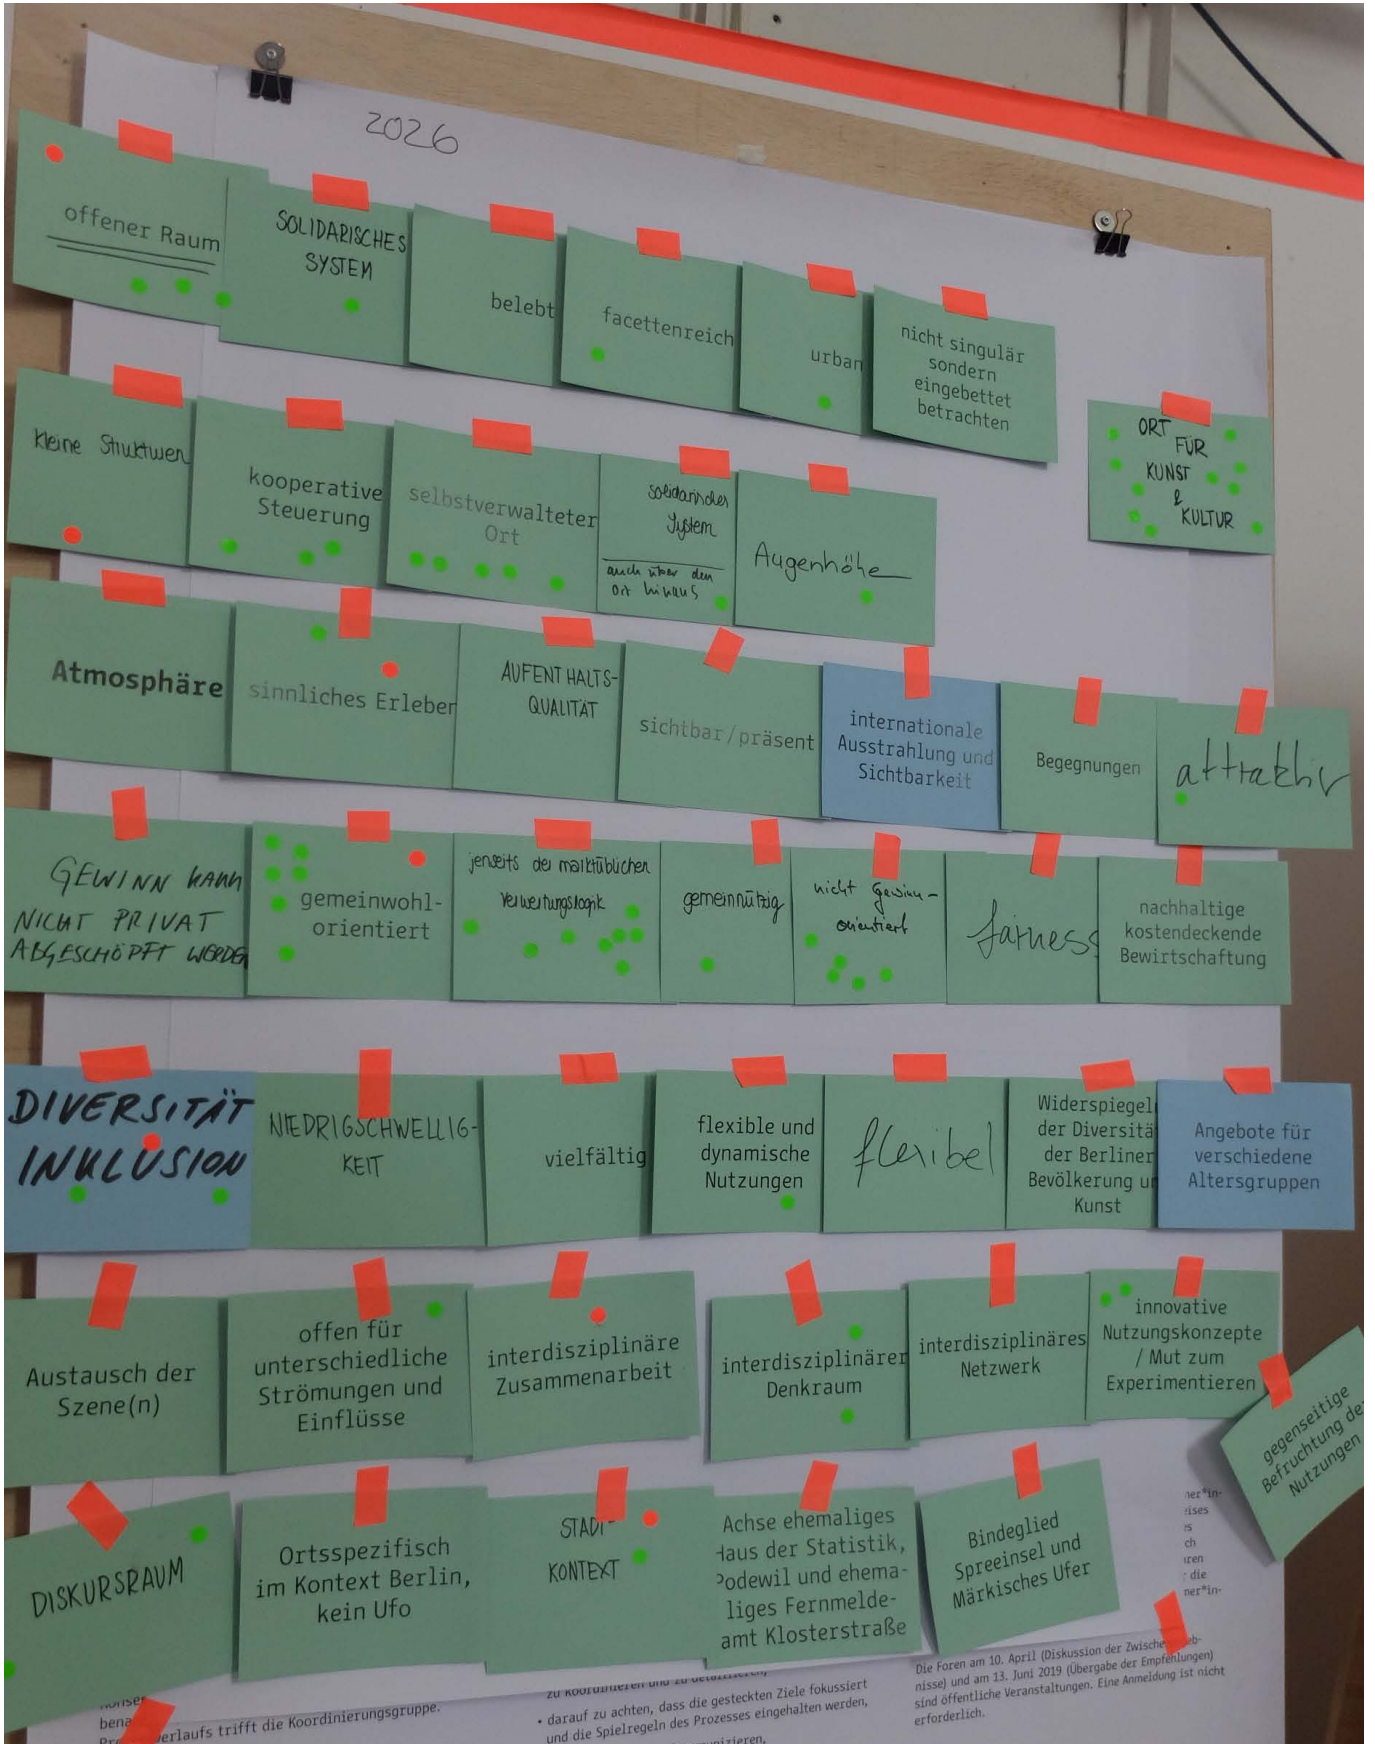 2026
offener Raum
SOLIDARISCHES
SYSTEM
belebt
facettenreich
urban
nicht singulär
sondern
eingebettet
betrachten
ORT
FÜR
KUNST
&
KULTUR
kleine Strukturen
kooperative
Steuerung
selbstverwalteter
Ort
solidarisches
System
auch über den
Ort hinaus
Augenhöhe
Atmosphäre
sinnliches Erleben
AUFENTHALTS-
QUALITÄT
sichtbar/präsent
internationale
Ausstrahlung und
Sichtbarkeit
Begegnungen
attraktiv
GEWINN KANN
NICHT PRIVAT
ABGESCHÖPFT WERDEN
gemeinwohl-
orientiert
jenseits der marktüblichen
Verwertungslogik
gemeinnützig
nicht Gewinn-
orientiert
fairness
nachhaltige
kostendeckende
Bewirtschaftung
DIVERSITÄT
INKLUSION
NIEDRIGSCHWELLIG-
KEIT
vielfältig
flexible und
dynamische
Nutzungen
flexibel
Widerspiegel
der Diversitä
der Berliner
Bevölkerung un
Kunst
Angebote für
verschiedene
Altersgruppen
Austausch der
Szene(n)
offen für
unterschiedliche
Strömungen und
Einflüsse
interdisziplinäre
Zusammenarbeit
interdisziplinärer
Denkraum
interdisziplinäres
Netzwerk
innovative
Nutzungskonzepte
/ Mut zum
Experimentieren
gegenseitige
Befruchtung de
Nutzungen
DISKURSRAUM
Ortsspezifisch
im Kontext Berlin,
kein Ufo
STADT-
KONTEXT
Achse ehemaliges
Haus der Statistik,
Podewil und ehema-
liges Fernmelde-
amt Klosterstraße
Bindeglied
Spreeinsel und
Märkisches Ufer
die
erlaufs trifft die Koordinierungsgruppe.
zu koordinieren und zu detaillieren,
• darauf zu achten, dass die gesteckten Ziele fokussiert
und die Spielregeln des Prozesses eingehalten werden,
Die Foren am 10. April (Diskussion der Zwischeneb-
nisse) und am 13. Juni 2019 (Übergabe der Empfehlungen)
sind öffentliche Veranstaltungen. Eine Anmeldung ist nicht
erforderlich.